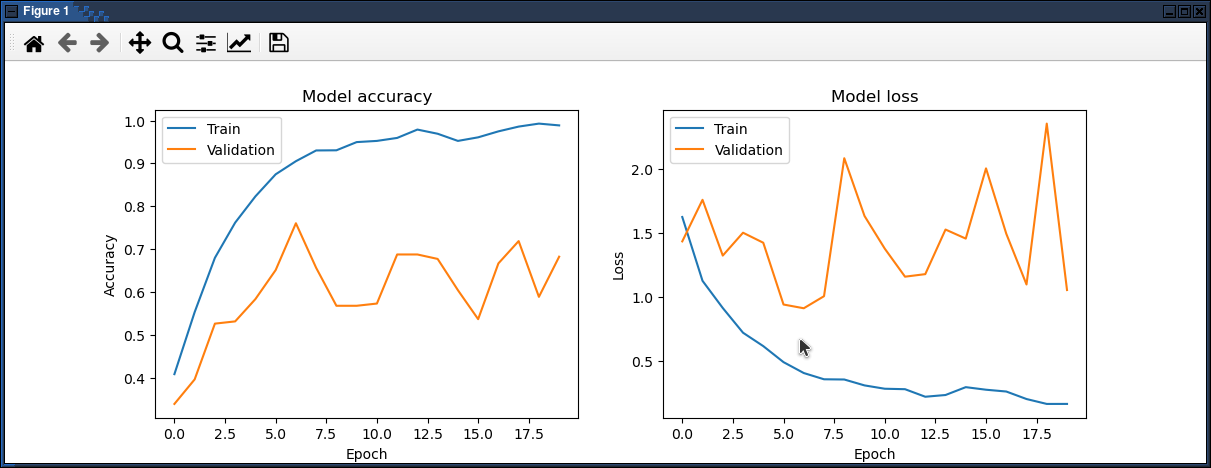 Figure 1
Model accuracy
Train
Validation
1.0
0.9
0.8
0.7
0.6
0.5
0.4
Accuracy
0.0 2.5 5.0 7.5 10.0 12.5 15.0 17.5
Epoch
Model loss
Train
Validation
2.0
1.5
1.0
0.5
Loss
0.0 2.5 5.0 7.5 10.0 12.5 15.0 17.5
Epoch